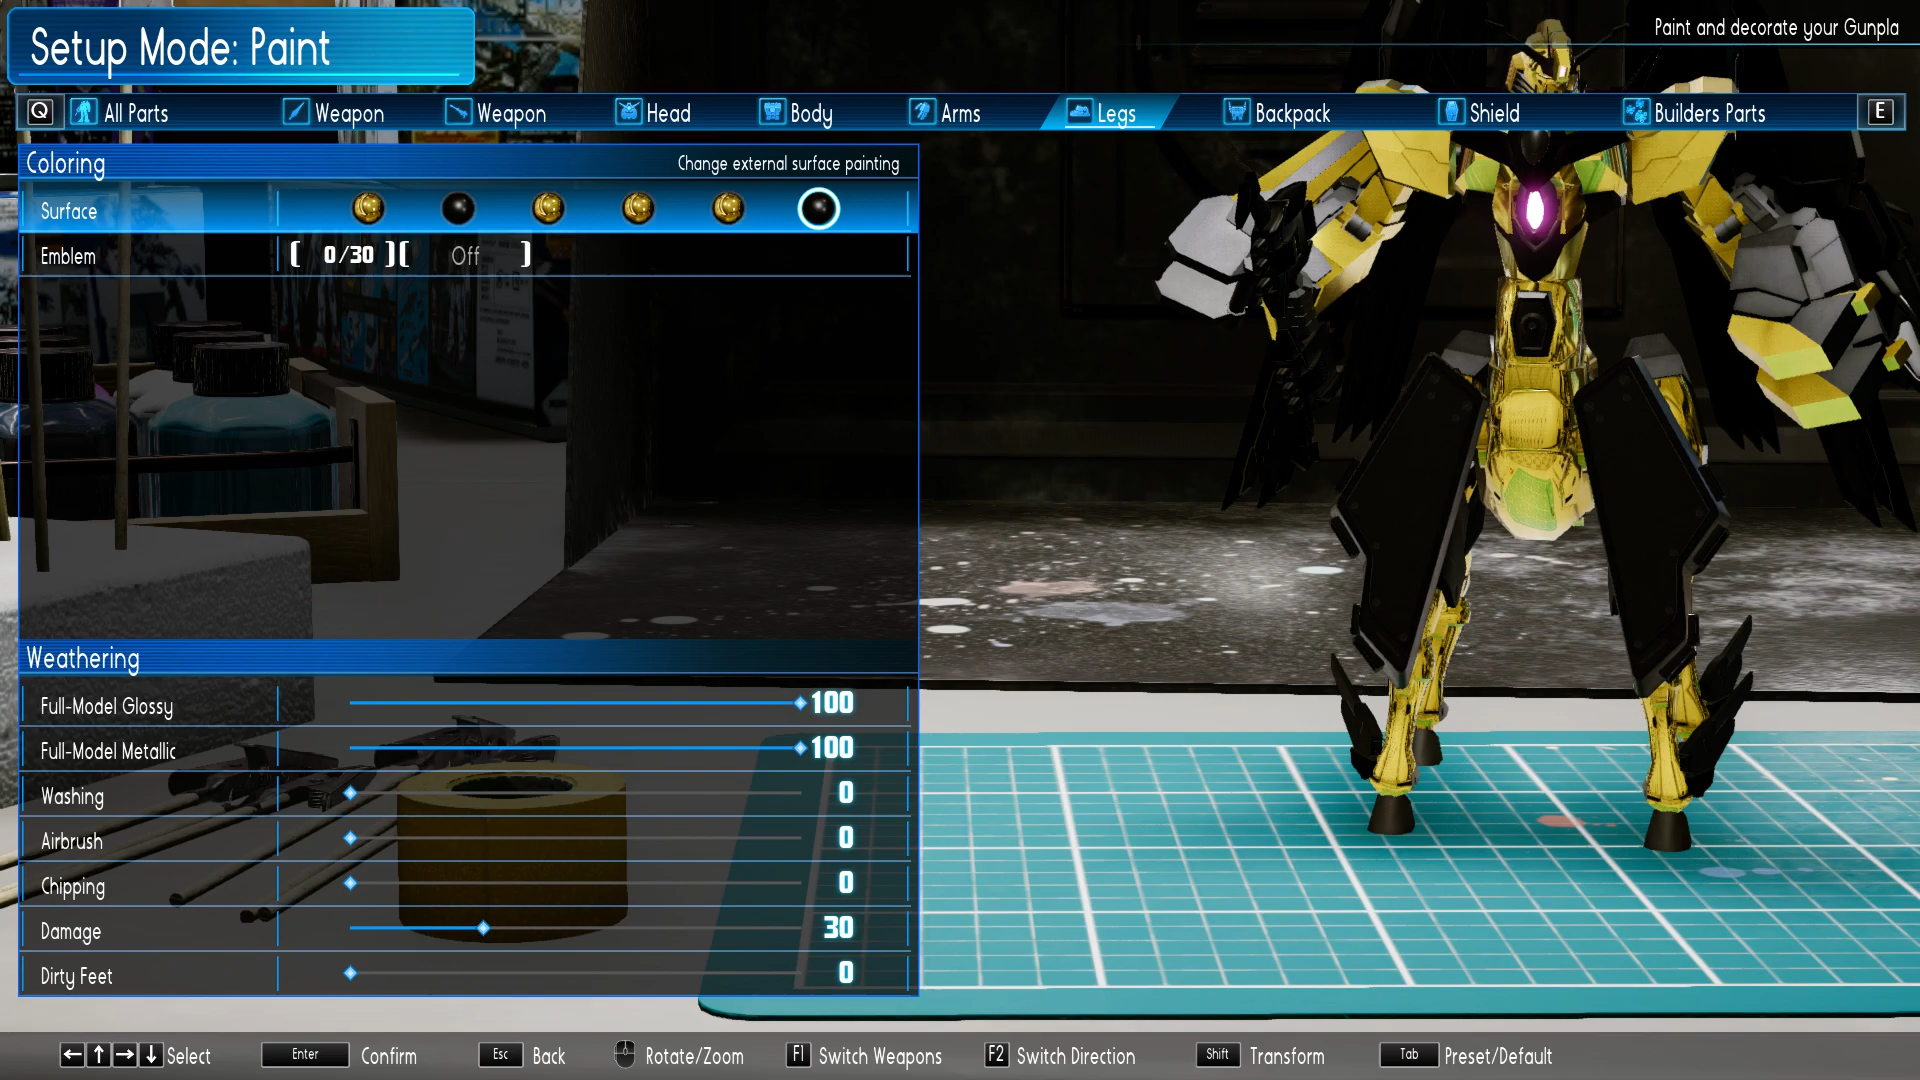 Setup Mode: Paint
Paint and decorate your Gunpla
Q All Parts Weapon Weapon Head Body Arms Legs Backpack Shield Builders Parts E
Coloring Change external surface painting
Surface
Emblem [ 0/30 ][ Off ]
Weathering
Full-Model Glossy 100
Full-Model Metallic 100
Washing 0
Airbrush 0
Chipping 0
Damage 30
Dirty Feet 0
←↑→↓ Select Enter Confirm Esc Back Rotate/Zoom F1 Switch Weapons F2 Switch Direction Shift Transform Tab Preset/Default